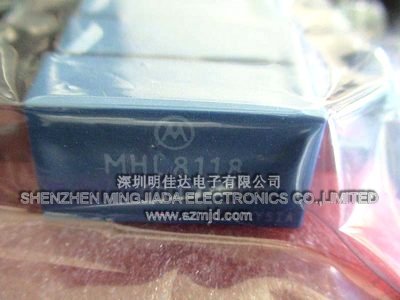 MHL8118
深圳明佳达电子有限公司
SHENZHEN MINGJIADA ELECTRONICS CO.,LIMITED
www.szmjd.com